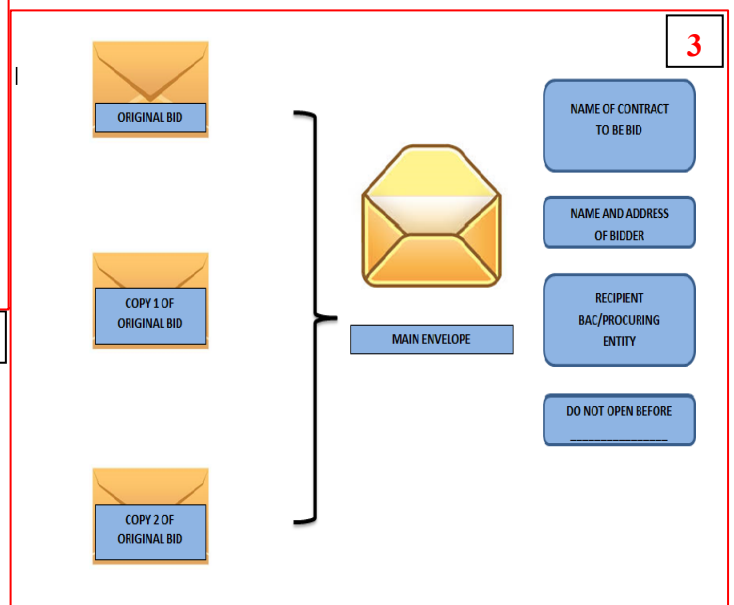 3
ORIGINAL BID
COPY 1 OF
ORIGINAL BID
COPY 2 OF
ORIGINAL BID
MAIN ENVELOPE
NAME OF CONTRACT
TO BE BID
NAME AND ADDRESS
OF BIDDER
RECIPIENT
BAC/PROCURING
ENTITY
DO NOT OPEN BEFORE
________________